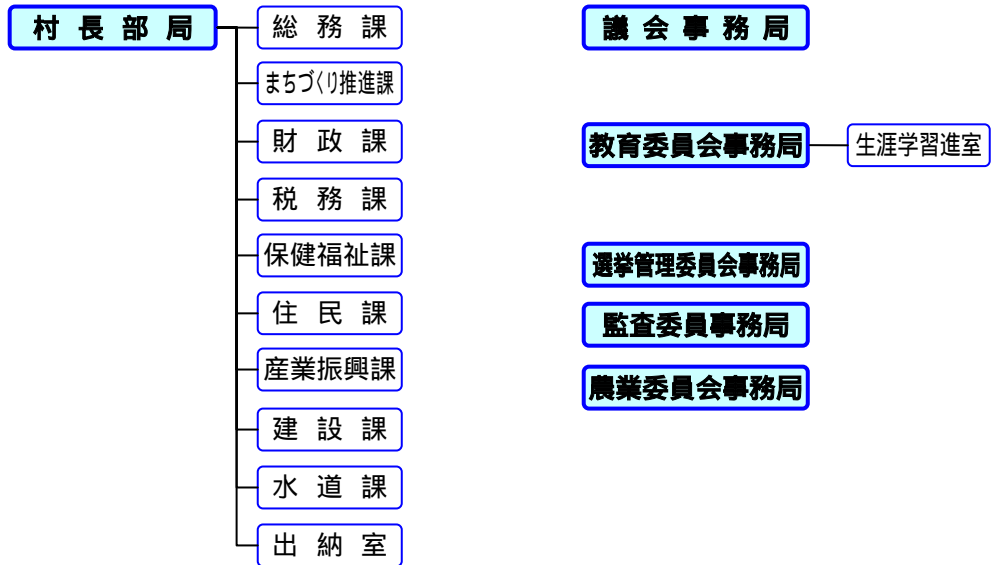 村長部局
総務課
まちづくり推進課
財政課
税務課
保健福祉課
住民課
産業振興課
建設課
水道課
出納室
議会事務局
教育委員会事務局
生涯学習進室
選挙管理委員会事務局
監査委員事務局
農業委員会事務局